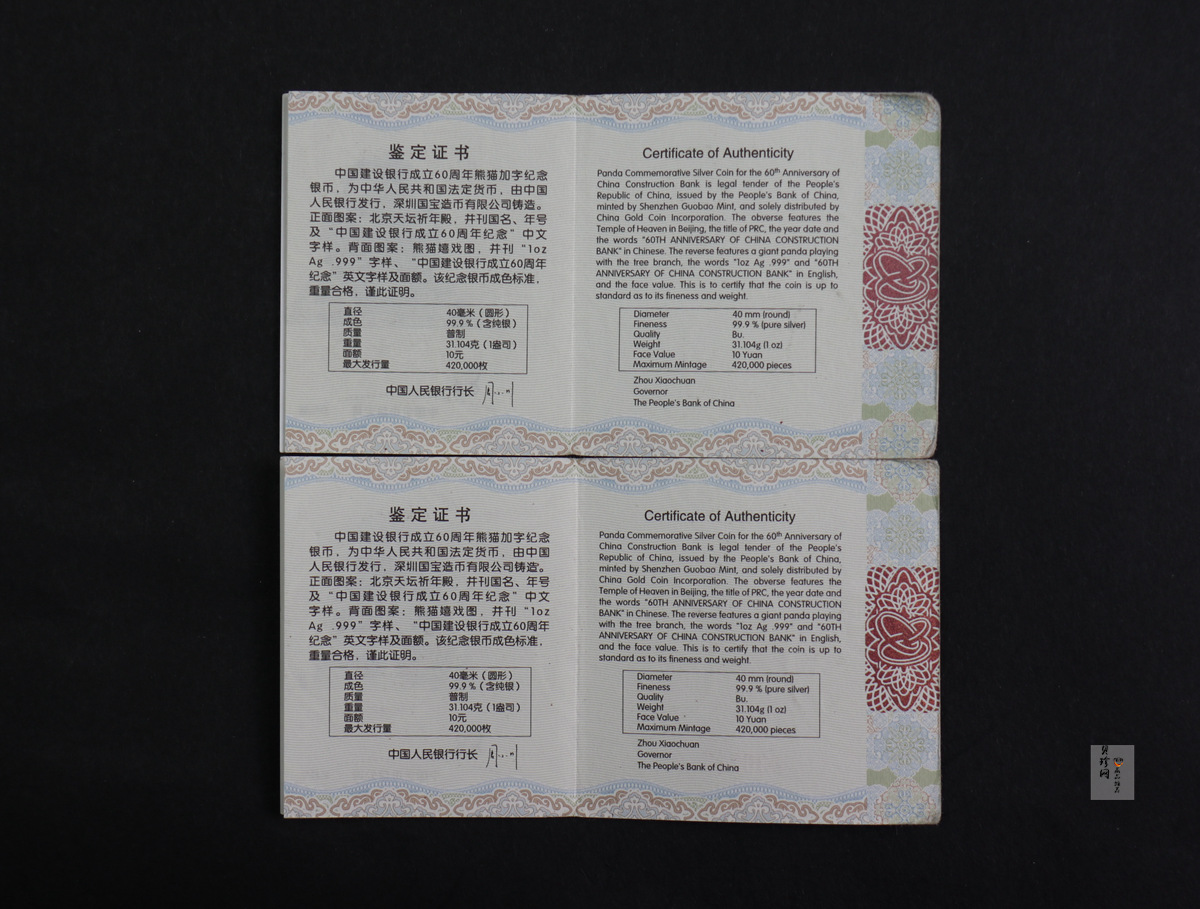 鉴定证书
中国建设银行成立60周年熊猫加字纪念
银币，为中华人民共和国法定货币，由中国
人民银行发行，深圳国宝造币有限公司铸造。
正面图案：北京天坛祈年殿，并刊国名、年号
及“中国建设银行成立60周年纪念”中文
字样。背面图案：熊猫嬉戏图，并刊“1oz
Ag .999”字样、“中国建设银行成立60周年
纪念”英文字样及面额。该纪念银币成色标准，
重量合格，谨此证明。
直径 40毫米（圆形）
成色 99.9％（含纯银）
质量 普制
重量 31.104克（1盎司）
面额 10元
最大发行量 420,000枚
中国人民银行行长
Certificate of Authenticity
Panda Commemorative Silver Coin for the 60th Anniversary of
China Construction Bank is legal tender of the People's
Republic of China, issued by the People's Bank of China,
minted by Shenzhen Guobao Mint, and solely distributed by
China Gold Coin Incorporation. The obverse features the
Temple of Heaven in Beijing, the title of PRC, the year date and
the words "60TH ANNIVERSARY OF CHINA CONSTRUCTION
BANK" in Chinese. The reverse features a giant panda playing
with the tree branch, the words "1oz Ag .999" and "60TH
ANNIVERSARY OF CHINA CONSTRUCTION BANK" in English,
and the face value. This is to certify that the coin is up to
standard as to its fineness and weight.
Diameter 40 mm (round)
Fineness 99.9 % (pure silver)
Quality Bu.
Weight 31.104g (1 oz)
Face Value 10 Yuan
Maximum Mintage 420,000 pieces
Zhou Xiaochuan
Governor
The People's Bank of China
鉴定证书
中国建设银行成立60周年熊猫加字纪念
银币，为中华人民共和国法定货币，由中国
人民银行发行，深圳国宝造币有限公司铸造。
正面图案：北京天坛祈年殿，并刊国名、年号
及“中国建设银行成立60周年纪念”中文
字样。背面图案：熊猫嬉戏图，并刊“1oz
Ag .999”字样、“中国建设银行成立60周年
纪念”英文字样及面额。该纪念银币成色标准，
重量合格，谨此证明。
直径 40毫米（圆形）
成色 99.9％（含纯银）
质量 普制
重量 31.104克（1盎司）
面额 10元
最大发行量 420,000枚
中国人民银行行长
Certificate of Authenticity
Panda Commemorative Silver Coin for the 60th Anniversary of
China Construction Bank is legal tender of the People's
Republic of China, issued by the People's Bank of China,
minted by Shenzhen Guobao Mint, and solely distributed by
China Gold Coin Incorporation. The obverse features the
Temple of Heaven in Beijing, the title of PRC, the year date and
the words "60TH ANNIVERSARY OF CHINA CONSTRUCTION
BANK" in Chinese. The reverse features a giant panda playing
with the tree branch, the words "1oz Ag .999" and "60TH
ANNIVERSARY OF CHINA CONSTRUCTION BANK" in English,
and the face value. This is to certify that the coin is up to
standard as to its fineness and weight.
Diameter 40 mm (round)
Fineness 99.9 % (pure silver)
Quality Bu.
Weight 31.104g (1 oz)
Face Value 10 Yuan
Maximum Mintage 420,000 pieces
Zhou Xiaochuan
Governor
The People's Bank of China